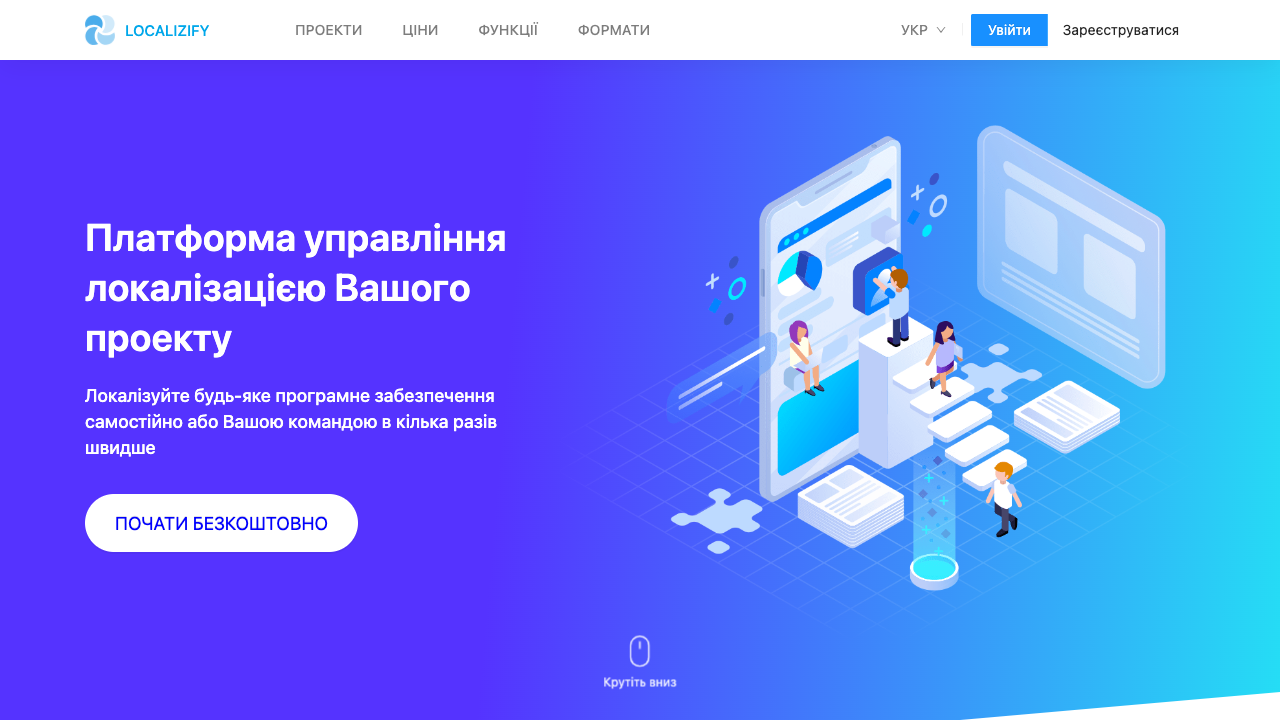 LOCALIZIFY
ПРОЕКТИ
ЦІНИ
ФУНКЦІЇ
ФОРМАТИ
УКР
Увійти
Зареєструватися
Платформа управління
локалізацією Вашого
проекту
Локалізуйте будь-яке програмне забезпечення
самостійно або Вашою командою в кілька разів
швидше
ПОЧАТИ БЕЗКОШТОВНО
Крутіть вниз